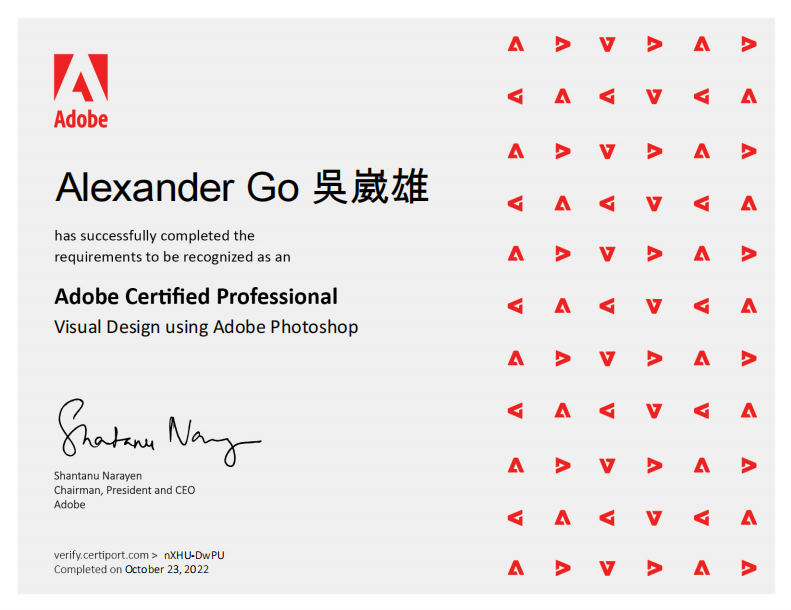 Adobe
Alexander Go 吳崴雄
has successfully completed the
requirements to be recognized as an
Adobe Certified Professional
Visual Design using Adobe Photoshop
Shantanu Narayen
Shantanu Narayen
Chairman, President and CEO
Adobe
verify.certiport.com > nXHU-DwPU
Completed on October 23, 2022